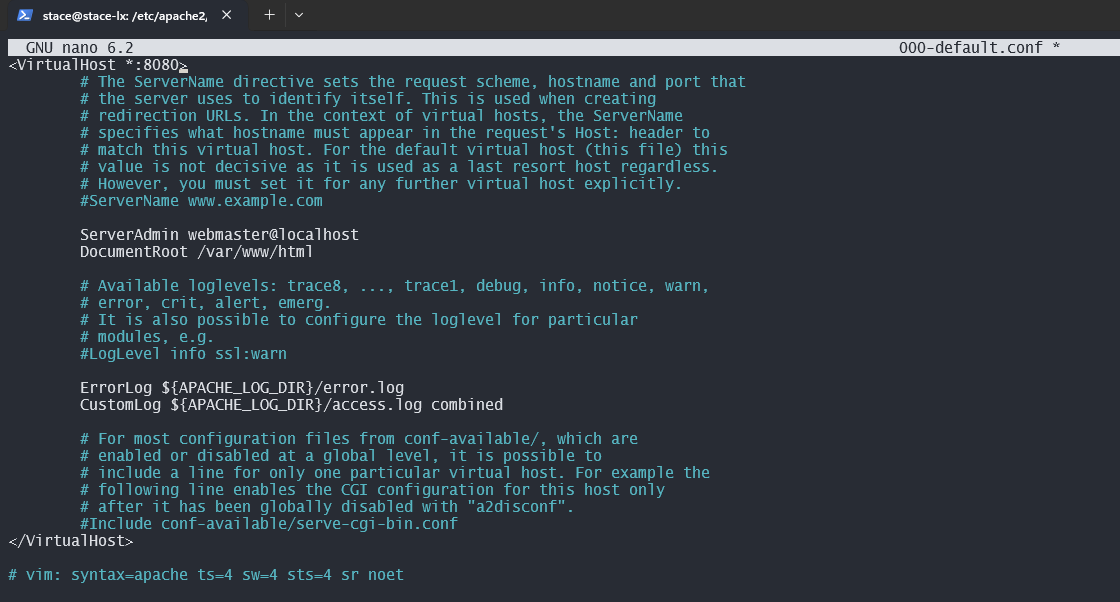 stace@stace-lx: /etc/apache2,
GNU nano 6.2 000-default.conf *
<VirtualHost *:8080>
# The ServerName directive sets the request scheme, hostname and port that
# the server uses to identify itself. This is used when creating
# redirection URLs. In the context of virtual hosts, the ServerName
# specifies what hostname must appear in the request's Host: header to
# match this virtual host. For the default virtual host (this file) this
# value is not decisive as it is used as a last resort host regardless.
# However, you must set it for any further virtual host explicitly.
#ServerName www.example.com
ServerAdmin webmaster@localhost
DocumentRoot /var/www/html
# Available loglevels: trace8, ..., trace1, debug, info, notice, warn,
# error, crit, alert, emerg.
# It is also possible to configure the loglevel for particular
# modules, e.g.
#LogLevel info ssl:warn
ErrorLog ${APACHE_LOG_DIR}/error.log
CustomLog ${APACHE_LOG_DIR}/access.log combined
# For most configuration files from conf-available/, which are
# enabled or disabled at a global level, it is possible to
# include a line for only one particular virtual host. For example the
# following line enables the CGI configuration for this host only
# after it has been globally disabled with "a2disconf".
#Include conf-available/serve-cgi-bin.conf
</VirtualHost>
# vim: syntax=apache ts=4 sw=4 sts=4 sr noet